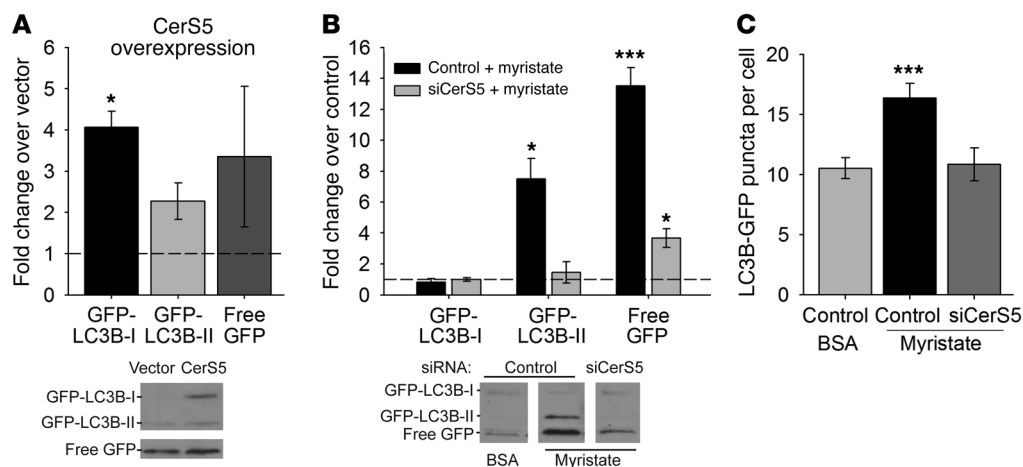 A
CerS5
overexpression
Fold change over vector
6
5
4
3
2
1
0
*
GFP-
LC3B-I
GFP-
LC3B-II
Free
GFP
Vector CerS5
GFP-LC3B-I
GFP-LC3B-II
Free GFP
B
Fold change over control
16
14
12
10
8
6
4
2
0
Control + myristate
siCerS5 + myristate
*
***
*
GFP-
LC3B-I
GFP-
LC3B-II
Free
GFP
siRNA: Control siCerS5
GFP-LC3B-I
GFP-LC3B-II
Free GFP
BSA Myristate
C
LC3B-GFP puncta per cell
20
15
10
5
0
***
Control Control siCerS5
BSA Myristate